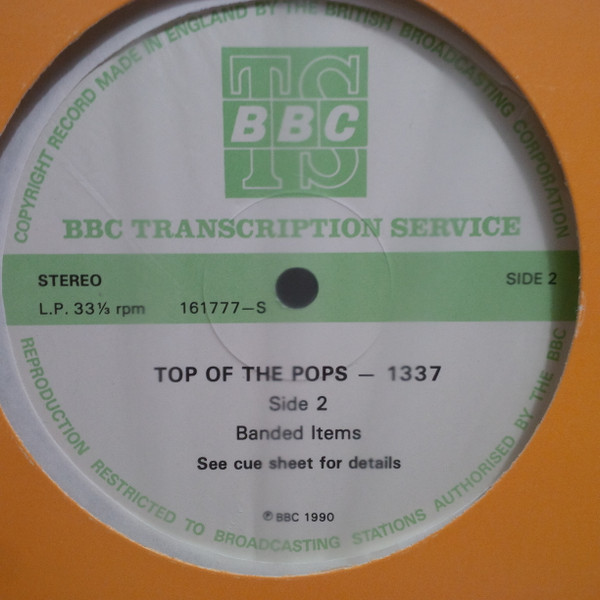 COPYRIGHT RECORD MADE IN ENGLAND BY THE BRITISH BROADCASTING CORPORATION
TS
BBC
BBC TRANSCRIPTION SERVICE
STEREO
SIDE 2
L.P. 33⅓ rpm 161777–S
TOP OF THE POPS – 1337
Side 2
Banded Items
See cue sheet for details
℗ BBC 1990
REPRODUCTION RESTRICTED TO BROADCASTING STATIONS AUTHORISED BY THE BBC